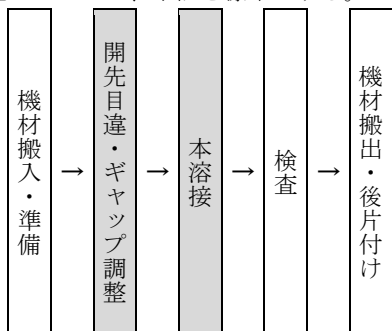 機材搬入・準備
→
開先目違・ギャップ調整
→
本溶接
→
検査
→
機材搬出・後片付け